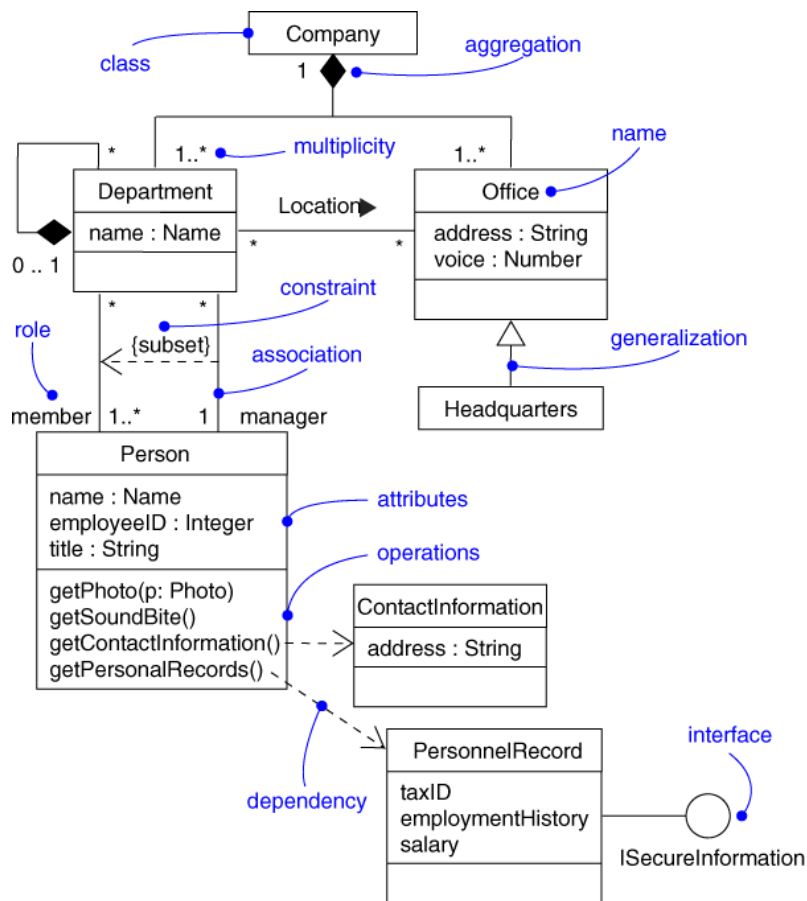 Company
class
aggregation
1
*
1..*
multiplicity
1..*
name
Department
Office
Location
name : Name
address : String
voice : Number
*
*
0 .. 1
*
*
constraint
role
{subset}
generalization
association
Headquarters
member
1..*
1
manager
Person
name : Name
employeeID : Integer
title : String
attributes
operations
getPhoto(p: Photo)
getSoundBite()
getContactInformation()
getPersonalRecords()
ContactInformation
address : String
dependency
PersonnelRecord
interface
taxID
employmentHistory
salary
ISecureInformation